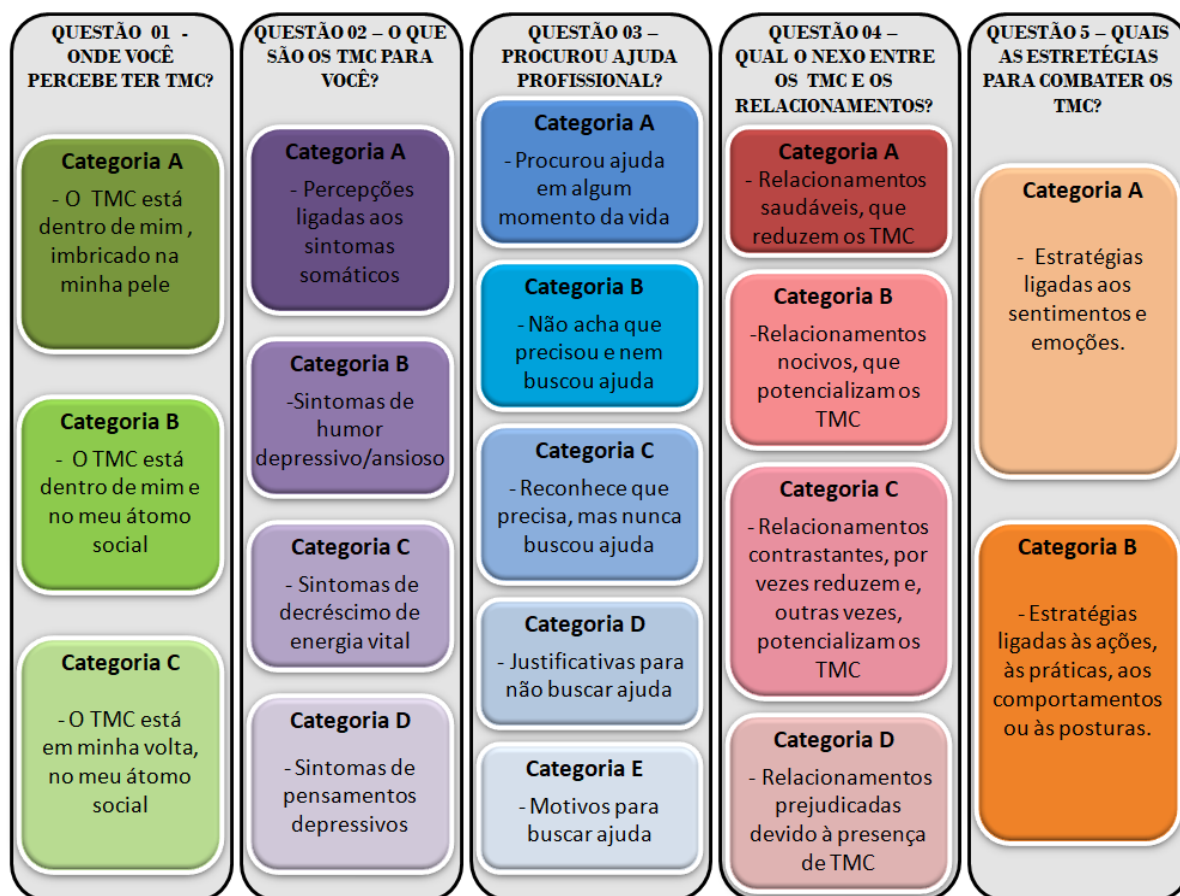 QUESTÃO 01 -
ONDE VOCÊ
PERCEBE TER TMC?
Categoria A
- O TMC está
dentro de mim ,
imbricado na
minha pele
Categoria B
- O TMC está
dentro de mim e
no meu átomo
social
Categoria C
- O TMC está
em minha volta,
no meu átomo
social
QUESTÃO 02 – O QUE
SÃO OS TMC PARA
VOCÊ?
Categoria A
- Percepções
ligadas aos
sintomas
somáticos
Categoria B
-Sintomas de
humor
depressivo/ansioso
Categoria C
- Sintomas de
decréscimo de
energia vital
Categoria D
- Sintomas de
pensamentos
depressivos
QUESTÃO 03 –
PROCUROU AJUDA
PROFISSIONAL?
Categoria A
- Procurou ajuda
em algum
momento da vida
Categoria B
- Não acha que
precisou e nem
buscou ajuda
Categoria C
- Reconhece que
precisa, mas nunca
buscou ajuda
Categoria D
- Justificativas para
não buscar ajuda
Categoria E
- Motivos para
buscar ajuda
QUESTÃO 04 –
QUAL O NEXO ENTRE
OS TMC E OS
RELACIONAMENTOS?
Categoria A
- Relacionamentos
saudáveis, que
reduzem os TMC
Categoria B
-Relacionamentos
nocivos, que
potencializam os
TMC
Categoria C
- Relacionamentos
contrastantes, por
vezes reduzem e,
outras vezes,
potencializam os
TMC
Categoria D
- Relacionamentos
prejudicadas
devido à presença
de TMC
QUESTÃO 5 – QUAIS
AS ESTRETÉGIAS
PARA COMBATER OS
TMC?
Categoria A
- Estratégias
ligadas aos
sentimentos e
emoções.
Categoria B
- Estratégias
ligadas às ações,
às práticas, aos
comportamentos
ou às posturas.